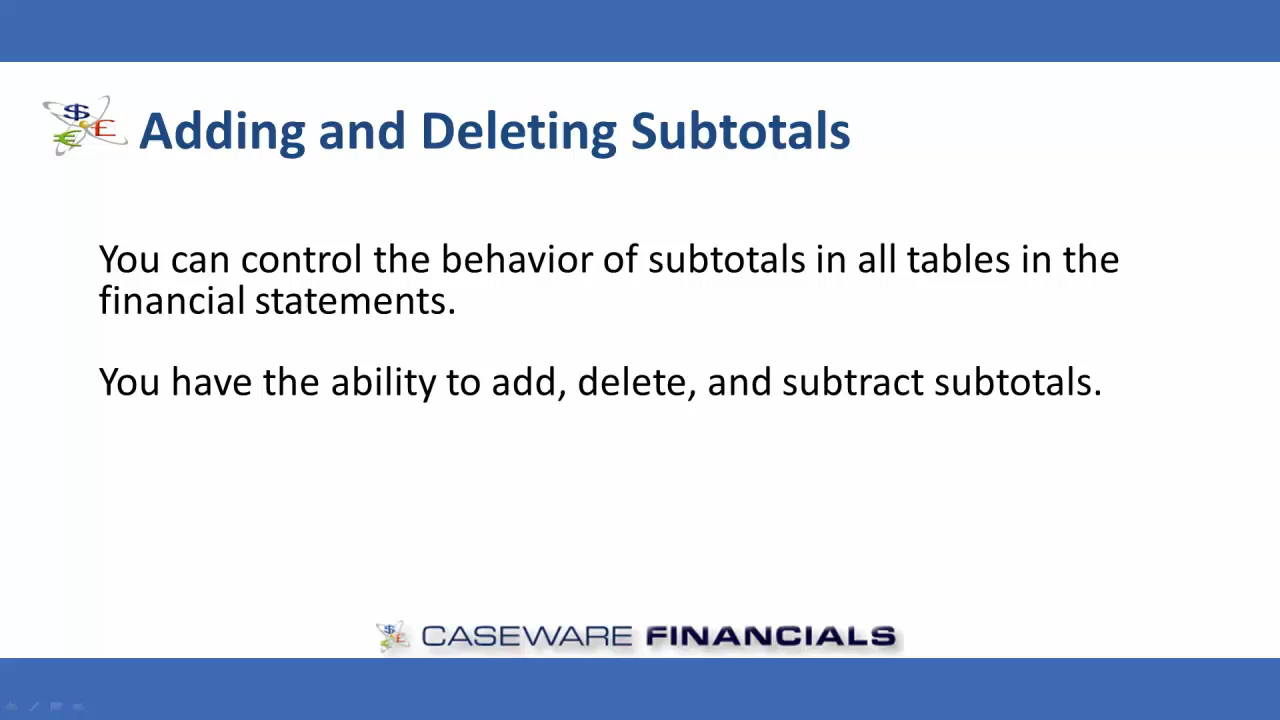 Adding and Deleting Subtotals
You can control the behavior of subtotals in all tables in the
financial statements.
You have the ability to add, delete, and subtract subtotals.
CASEWARE FINANCIALS